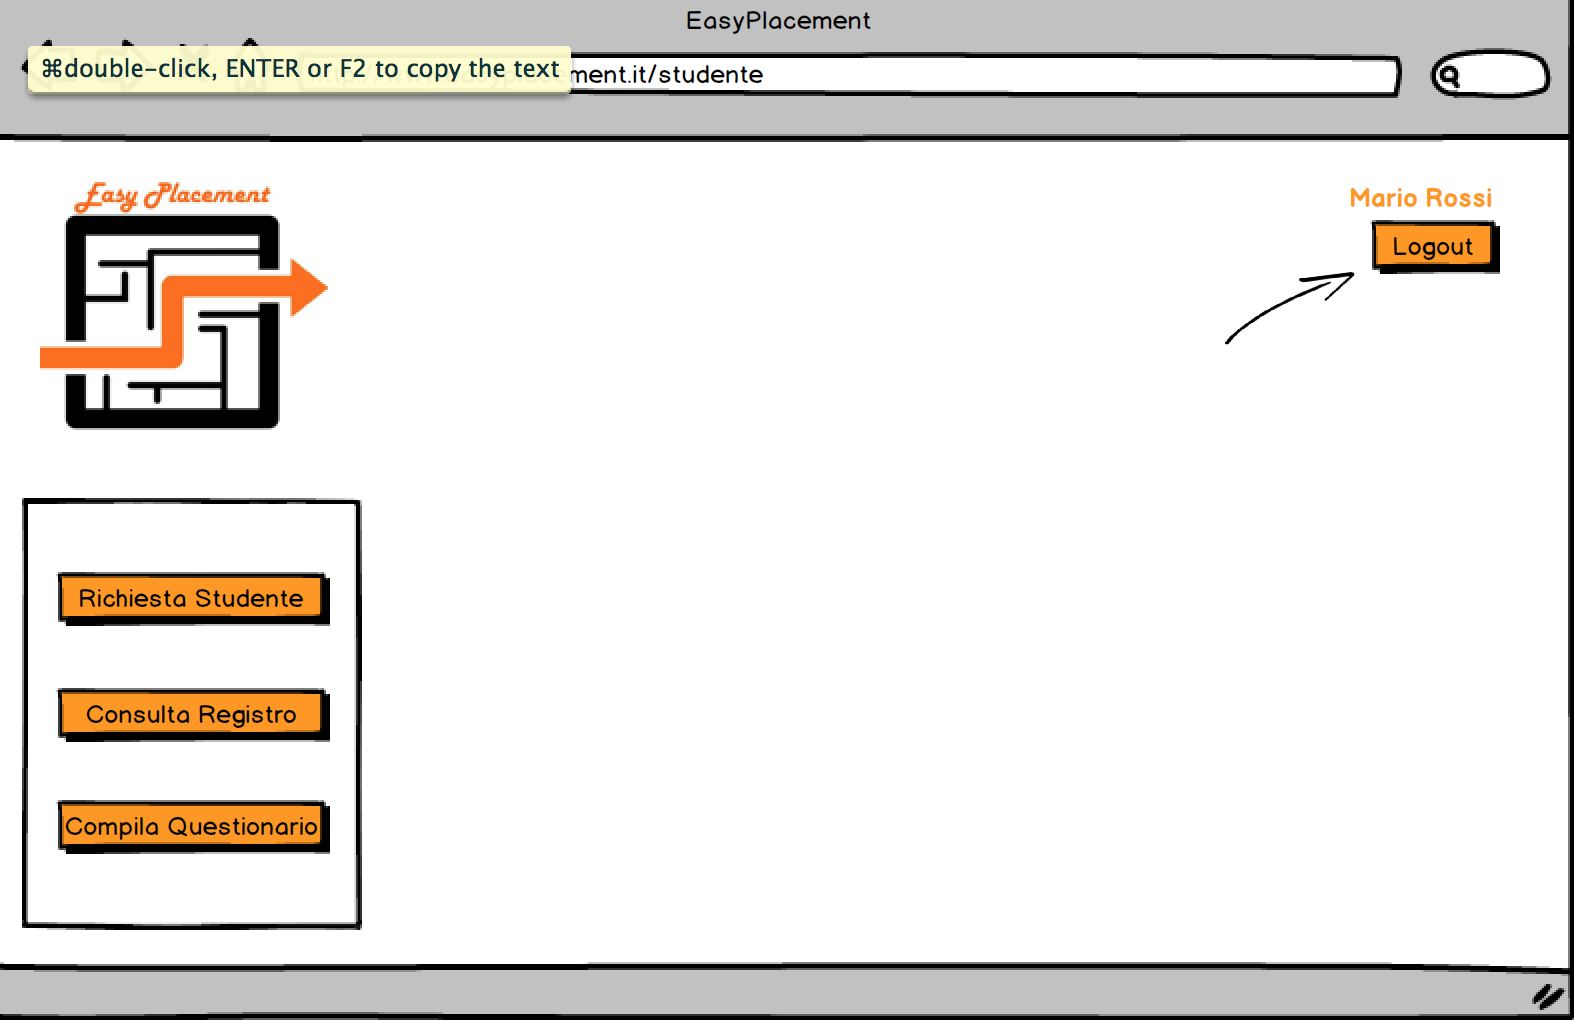 EasyPlacement
⌘double-click, ENTER or F2 to copy the text
ment.it/studente
Easy Placement
Mario Rossi
Logout
Richiesta Studente
Consulta Registro
Compila Questionario